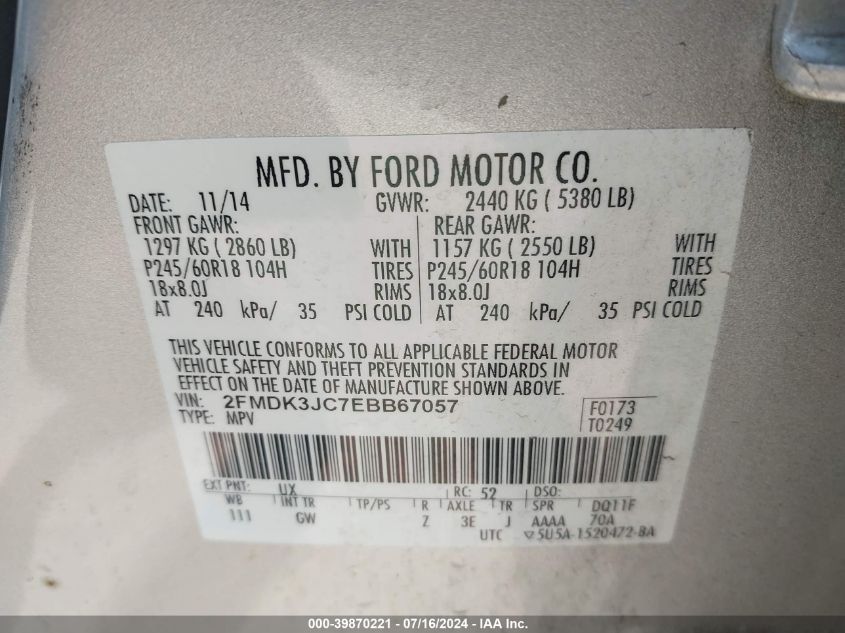 MFD. BY FORD MOTOR CO.
DATE: 11/14 GVWR: 2440 KG ( 5380 LB)
FRONT GAWR: REAR GAWR:
1297 KG ( 2860 LB) WITH 1157 KG ( 2550 LB) WITH
P245/60R18 104H TIRES P245/60R18 104H TIRES
18x8.0J RIMS 18x8.0J RIMS
AT 240 kPa/ 35 PSI COLD AT 240 kPa/ 35 PSI COLD
THIS VEHICLE CONFORMS TO ALL APPLICABLE FEDERAL MOTOR
VEHICLE SAFETY AND THEFT PREVENTION STANDARDS IN
EFFECT ON THE DATE OF MANUFACTURE SHOWN ABOVE.
VIN: 2FMDK3JC7EBB67057 F0173
TYPE: MPV T0249
EXT PNT: UX RC: 52 DSO:
WB INT TR TP/PS R AXLE TR SPR DQ11F
111 GW Z 3E J AAAA 70A
UTC ▽5U5A-1520472-BA
000-39870221 - 07/16/2024 - IAA Inc.